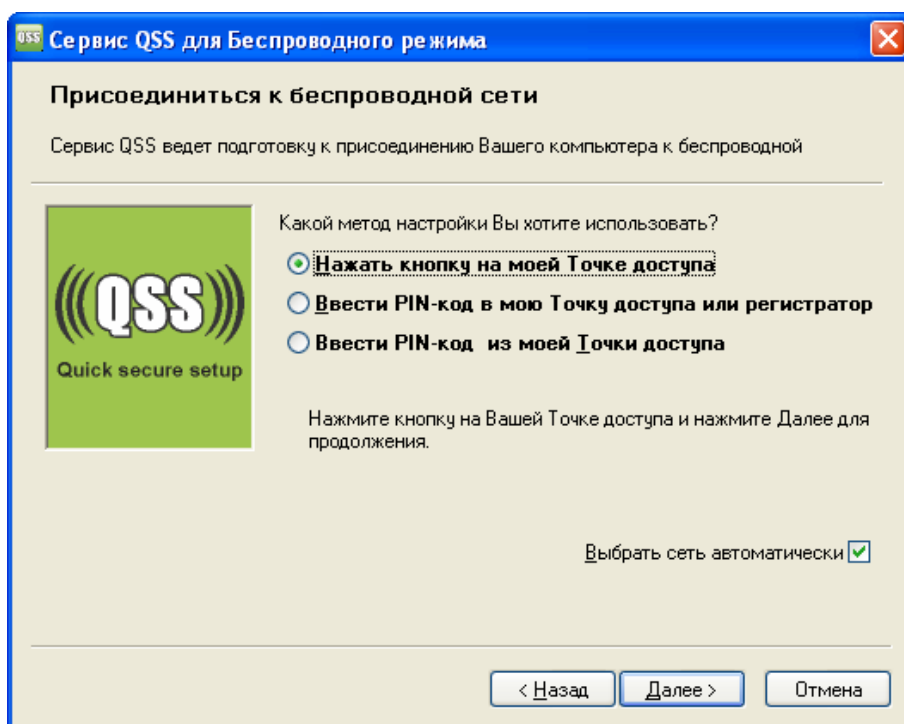 QSS Сервис QSS для Беспроводного режима
Присоединиться к беспроводной сети
Сервис QSS ведет подготовку к присоединению Вашего компьютера к беспроводной
Какой метод настройки Вы хотите использовать?
Нажать кнопку на моей Точке доступа
Ввести PIN-код в мою Точку доступа или регистратор
Ввести PIN-код из моей Точки доступа
(((QSS)))
Quick secure setup
Нажмите кнопку на Вашей Точке доступа и нажмите Далее для
продолжения.
Выбрать сеть автоматически
< Назад Далее > Отмена